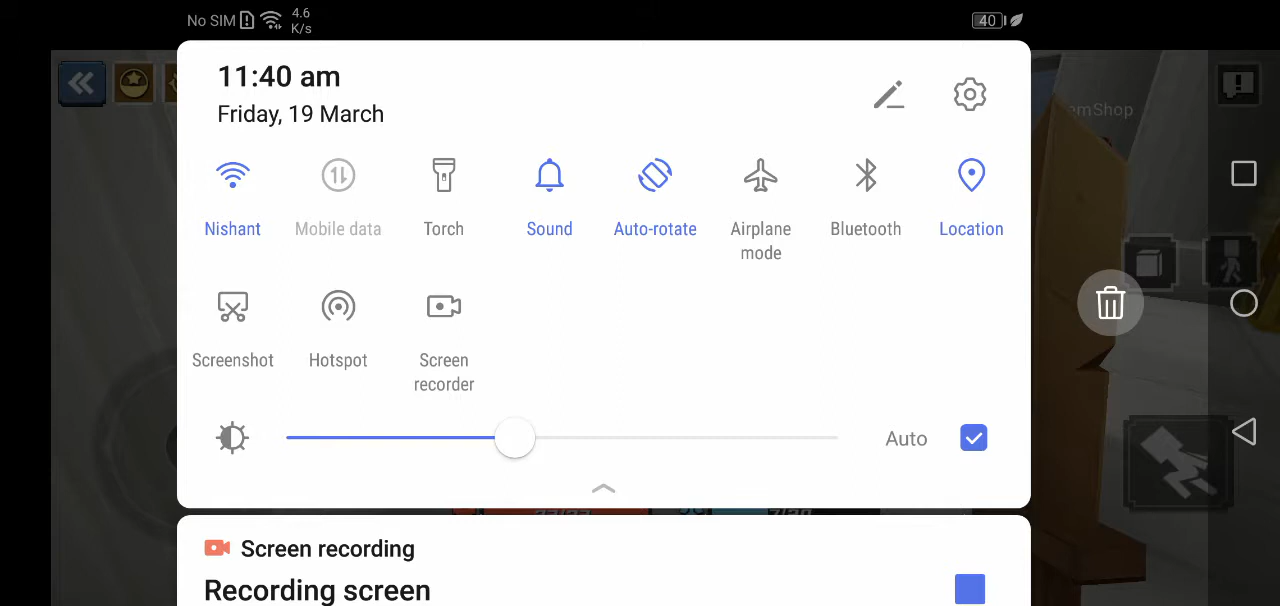 No SIM
4.6
K/s
40
11:40 am
Friday, 19 March
emShop
Nishant
Mobile data
Torch
Sound
Auto-rotate
Airplane
mode
Bluetooth
Location
Screenshot
Hotspot
Screen
recorder
Auto
Screen recording
Recording screen